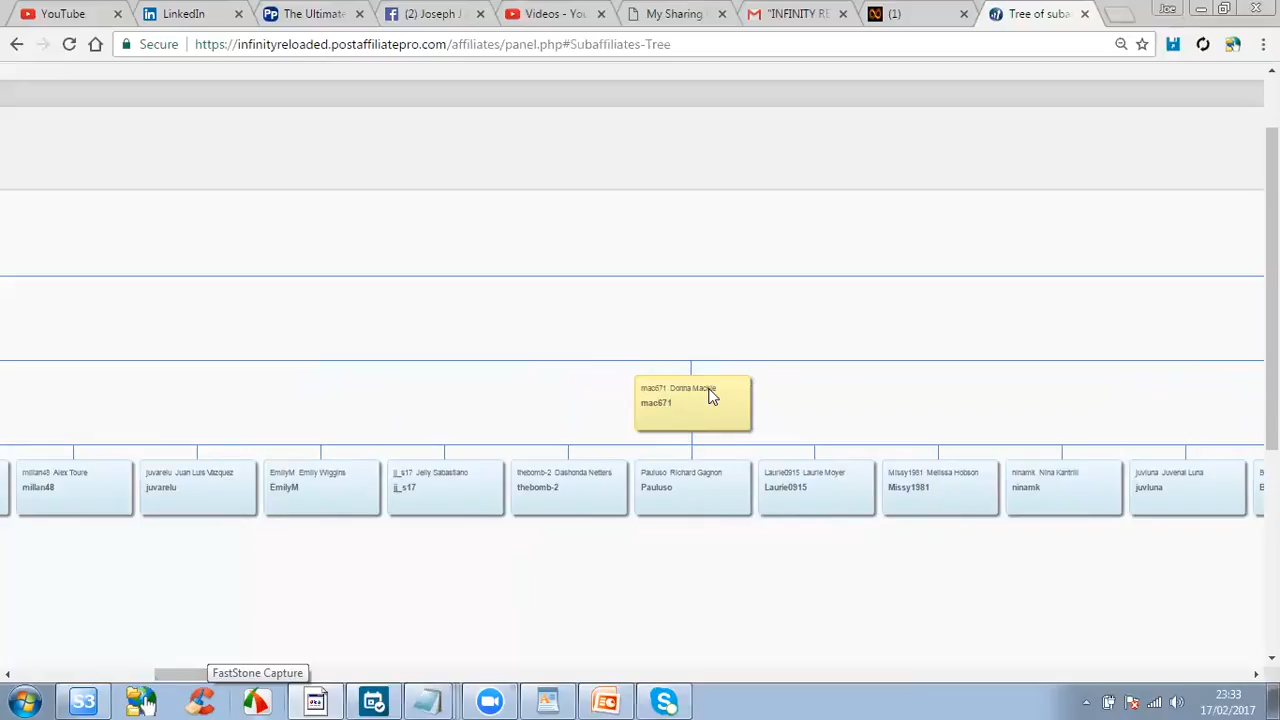 YouTube
LinkedIn
The Ultimate
(2) Joseph J
Videos - You
My Sharing
"INFINITY RE
(1)
Tree of suba
Joe
Secure
https://infinityreloaded.postaffiliatepro.com/affiliates/panel.php#Subaffiliates-Tree
mac671 Donna Mackie
mac671
millan48 Alex Toure
millan48
juvarelu Juan Luis Vazquez
juvarelu
EmilyM Emily Wiggins
EmilyM
jj_s17 Jelly Sabastiano
jj_s17
thebomb-2 Dashonda Netters
thebomb-2
Pauluso Richard Gagnon
Pauluso
Laurie0915 Laurie Moyer
Laurie0915
Missy1981 Melissa Hobson
Missy1981
ninamk Nina Kantrill
ninamk
juvluna Juvenal Luna
juvluna
FastStone Capture
S3
23:33
17/02/2017